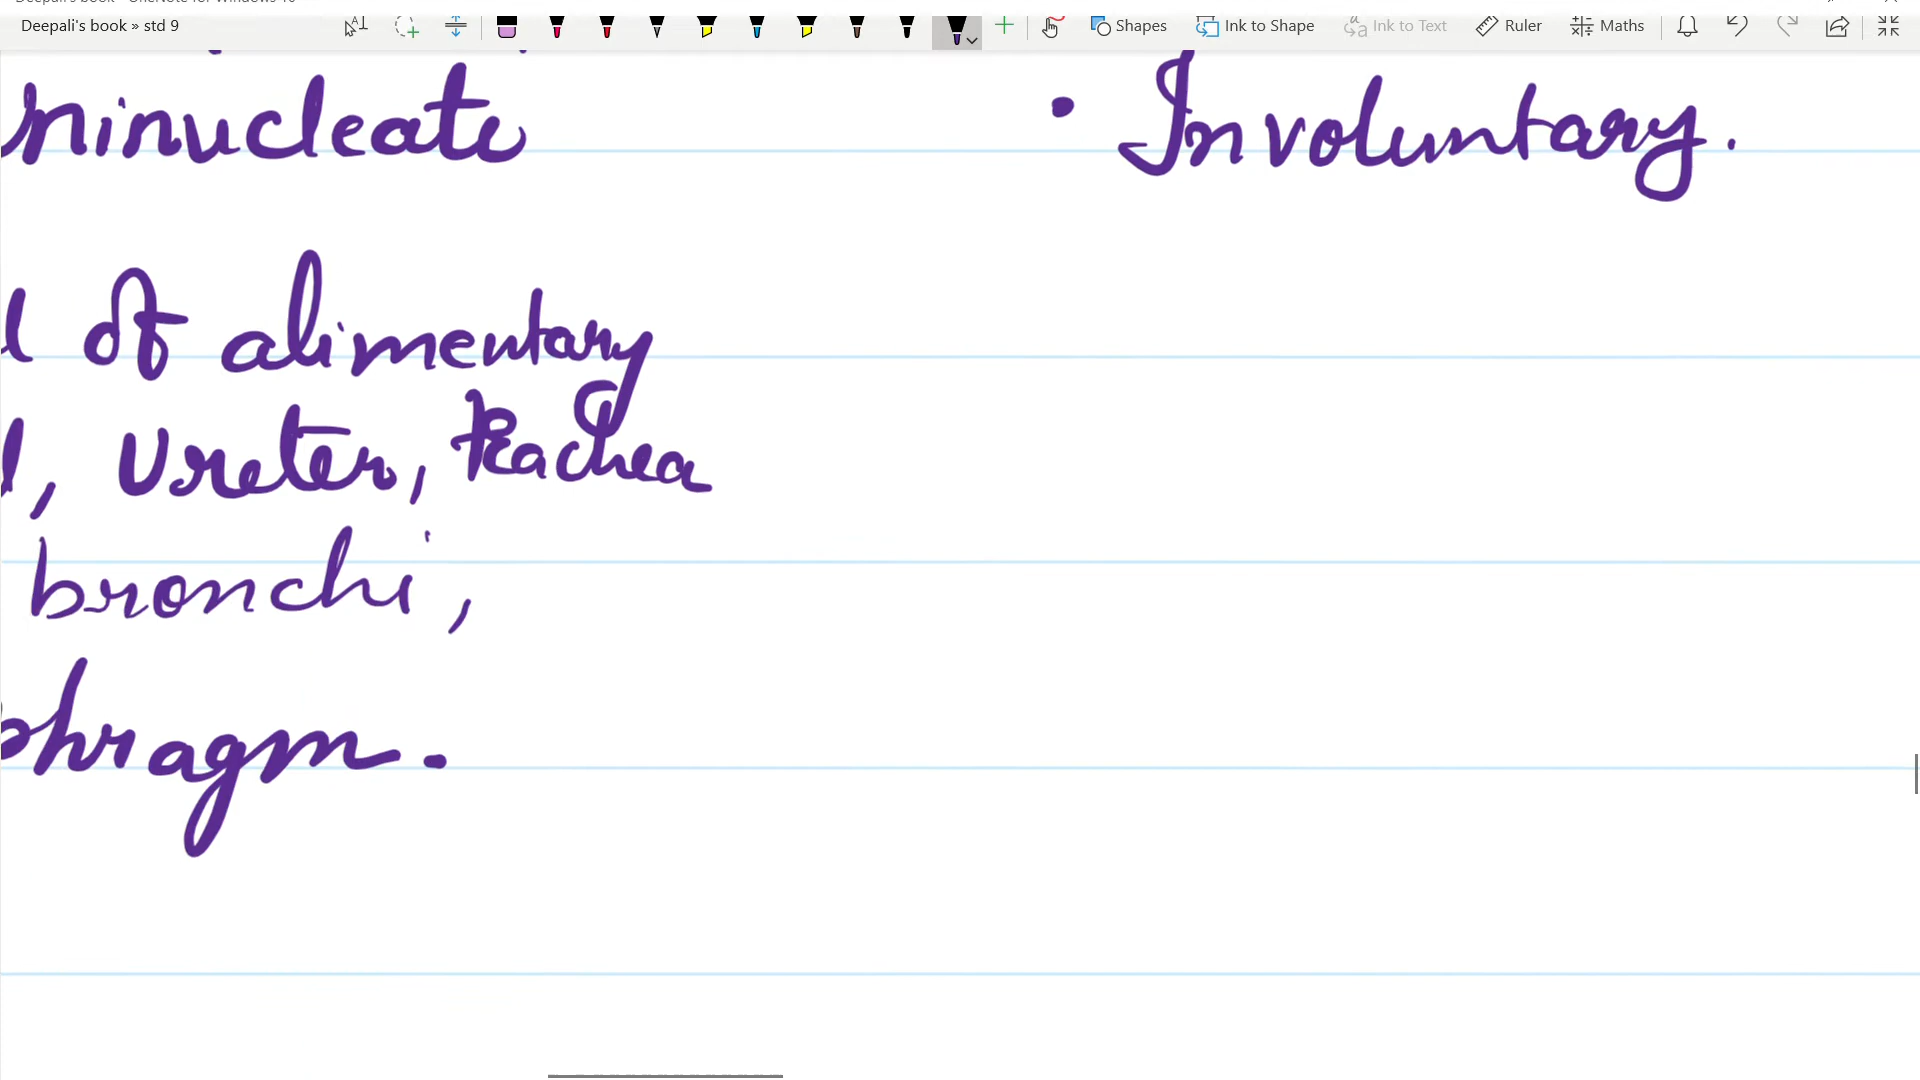 Deepali's book » std 9
Shapes Ink to Shape Ink to Text Ruler Maths
ninucleate
• Involuntary.
l of alimentary
l, Ureter, trachea
bronchi,
phragm.